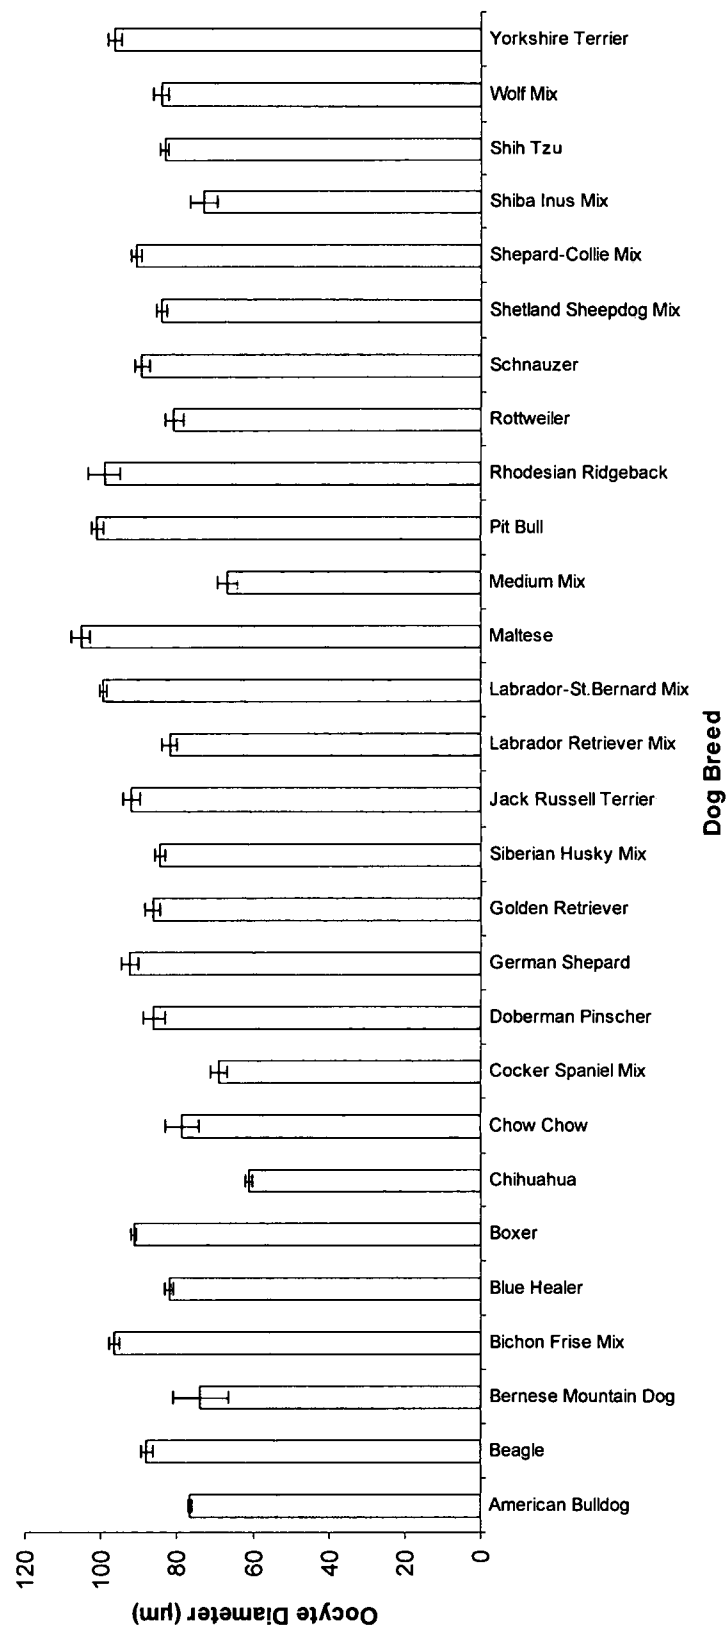 Yorkshire Terrier
Wolf Mix
Shih Tzu
Shiba Inus Mix
Shepard-Collie Mix
Shetland Sheepdog Mix
Schnauzer
Rottweiler
Rhodesian Ridgeback
Pit Bull
Medium Mix
Maltese
Labrador-St.Bernard Mix
Labrador Retriever Mix
Jack Russell Terrier
Siberian Husky Mix
Golden Retriever
German Shepard
Doberman Pinscher
Cocker Spaniel Mix
Chow Chow
Chihuahua
Boxer
Blue Healer
Bichon Frise Mix
Bernese Mountain Dog
Beagle
American Bulldog
Dog Breed
120
100
80
60
40
20
0
Oocyte Diameter (µm)